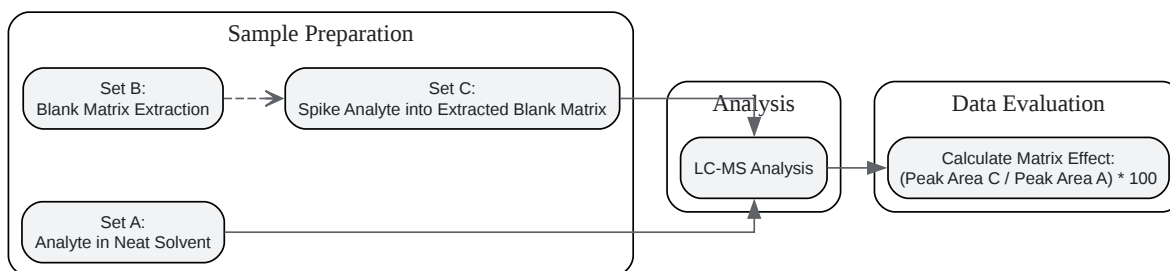 Sample Preparation
Set B:
Blank Matrix Extraction
Set C:
Spike Analyte into Extracted Blank Matrix
Set A:
Analyte in Neat Solvent
Analysis
LC-MS Analysis
Data Evaluation
Calculate Matrix Effect:
(Peak Area C / Peak Area A) * 100